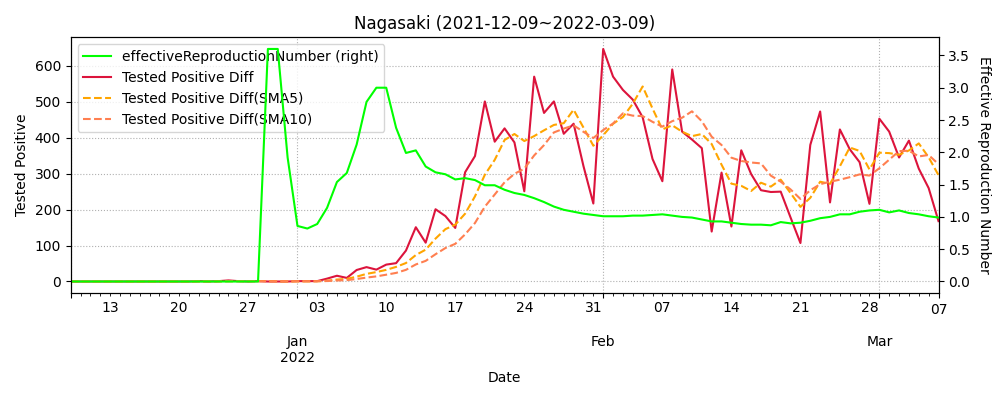 Nagasaki (2021-12-09~2022-03-09)
effectiveReproductionNumber (right)
Tested Positive Diff
Tested Positive Diff(SMA5)
Tested Positive Diff(SMA10)
Tested Positive
600
500
400
300
200
100
0
3.5
3.0
2.5
2.0
1.5
1.0
0.5
0.0
Effective Reproduction Number
13 20 27 03 10 17 24 31 07 14 21 28 07
Jan Feb Mar
2022
Date